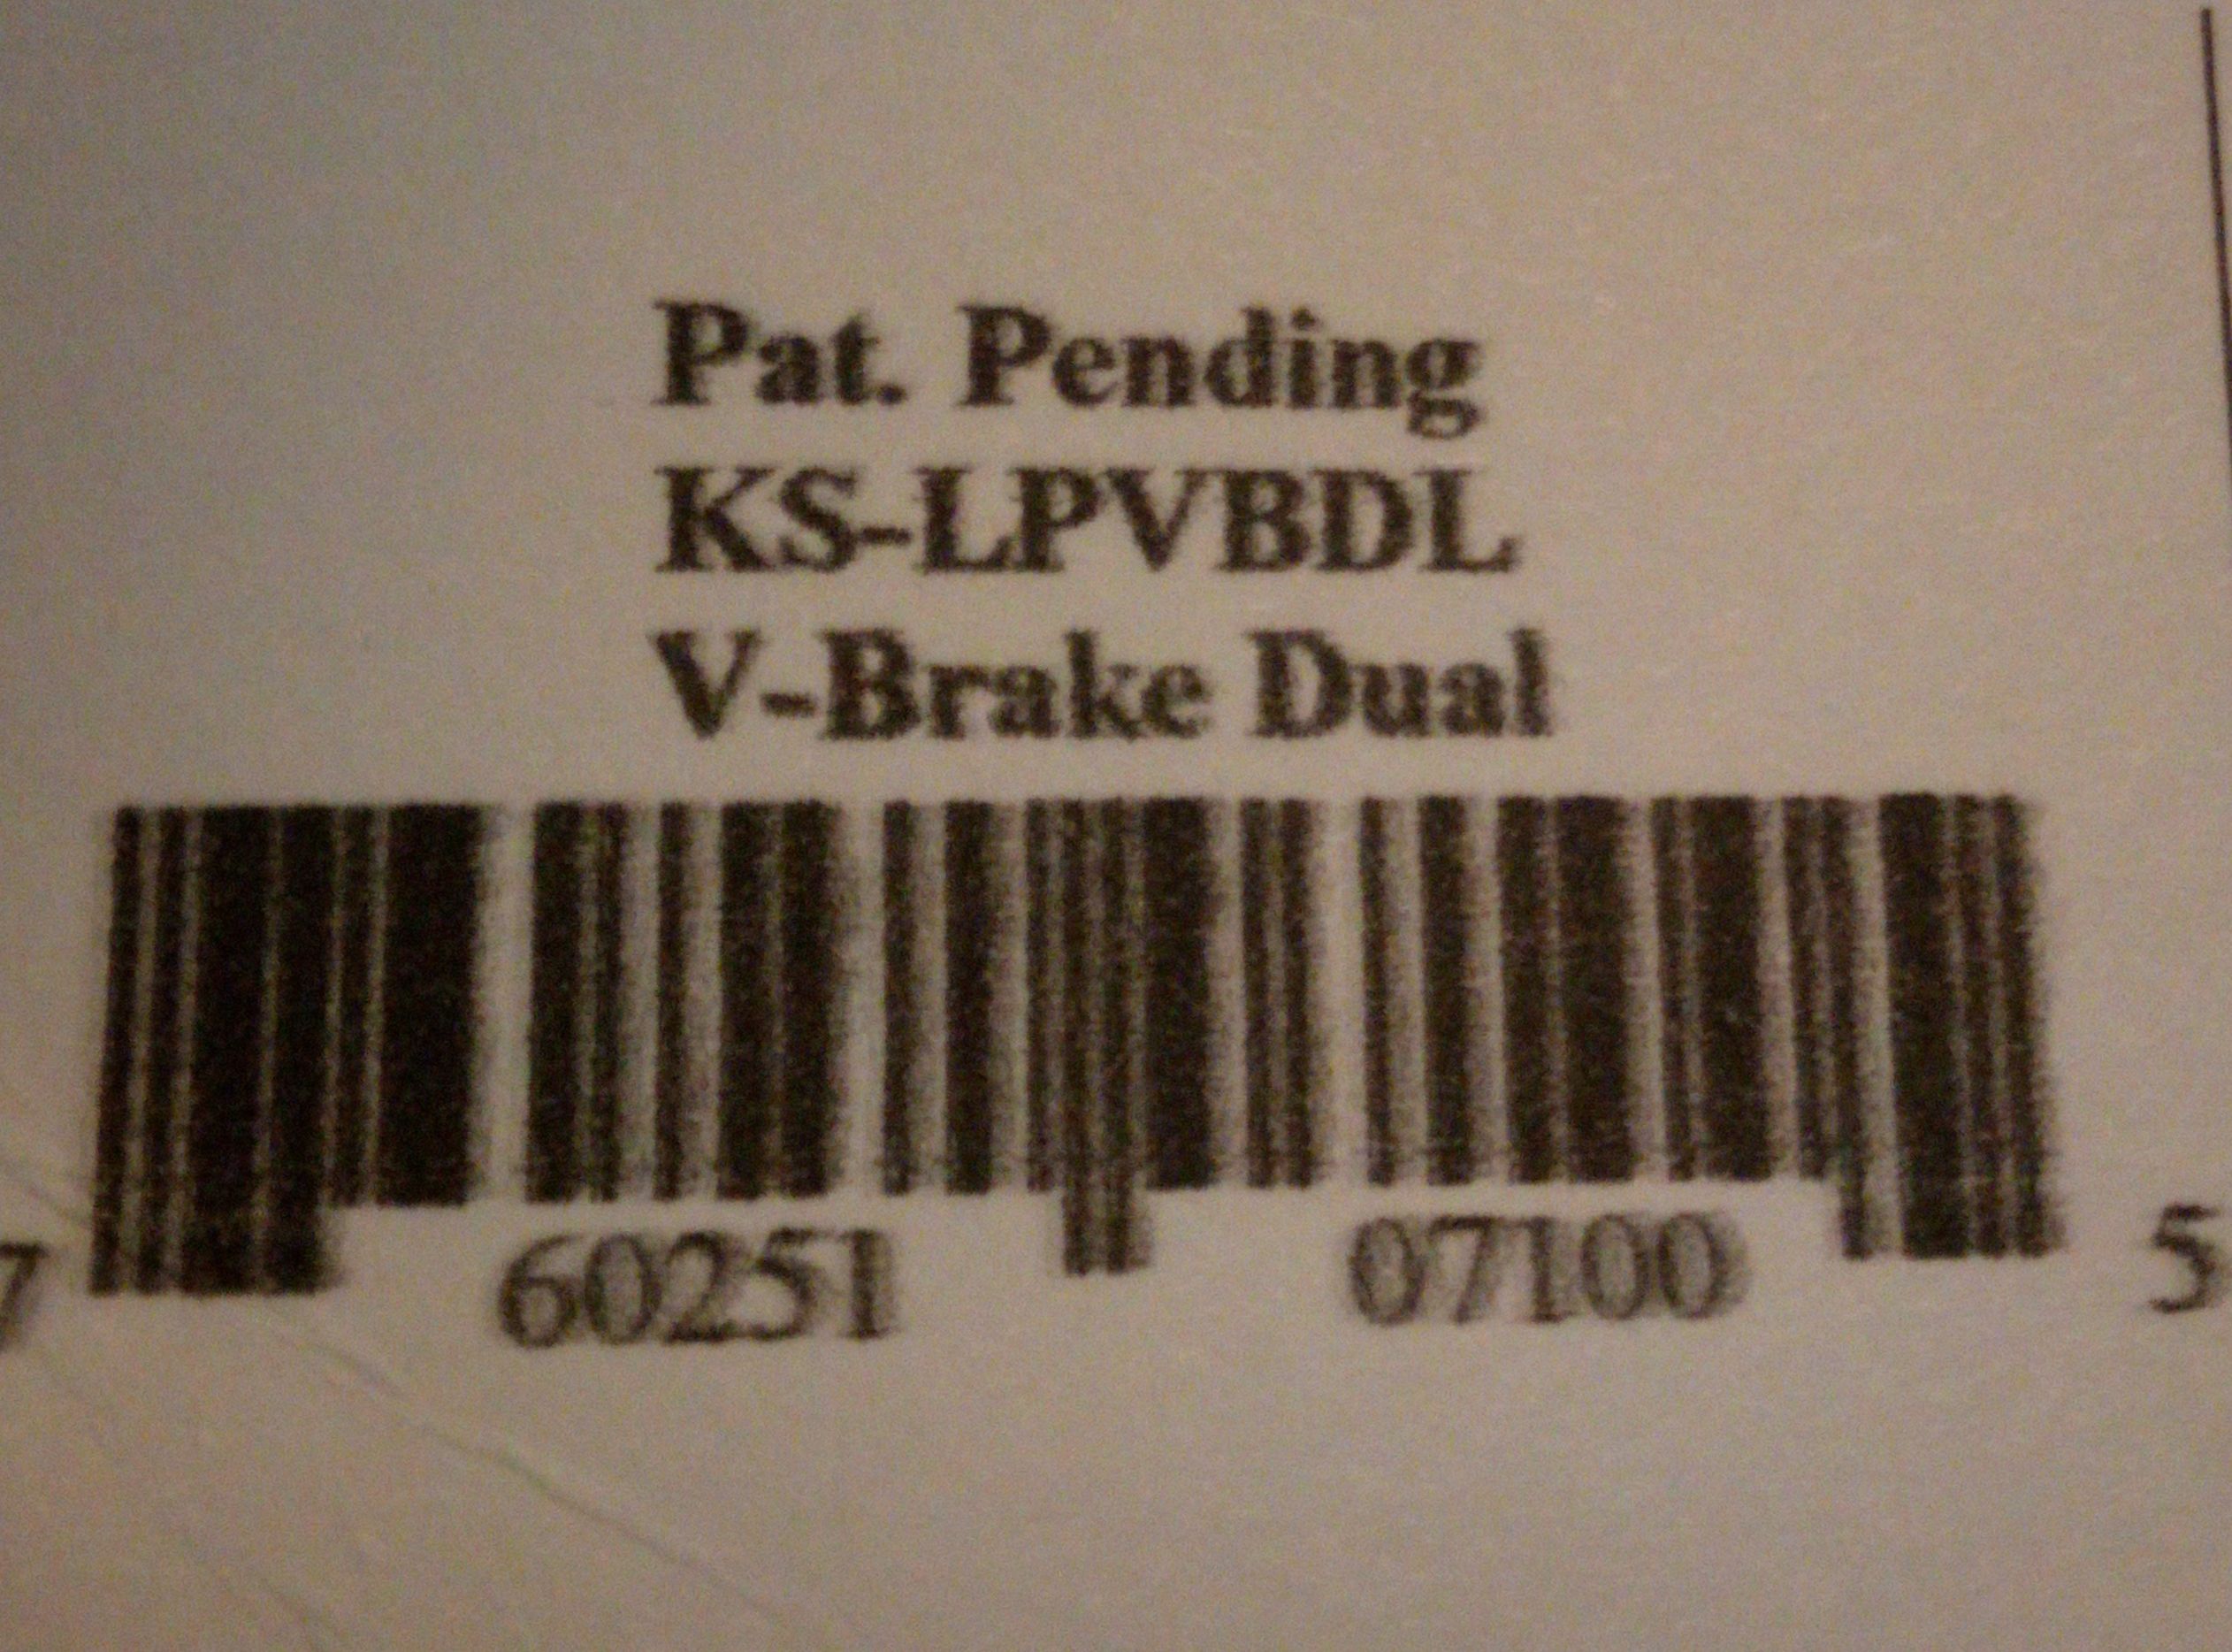 Pat. Pending
KS-LPVBDL
V-Brake Dual
7 60251 07100 5